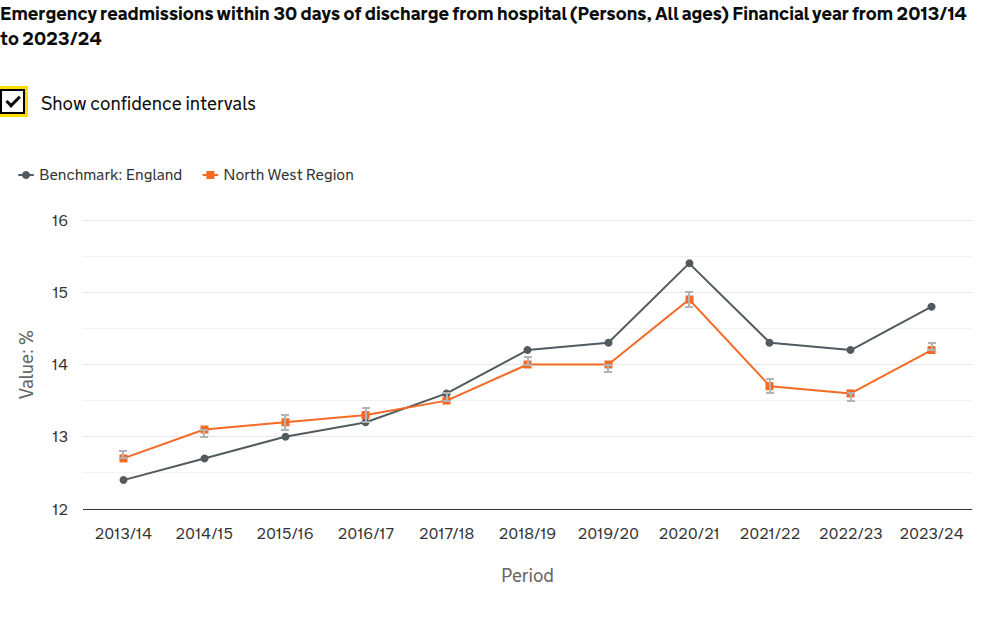 Emergency readmissions within 30 days of discharge from hospital (Persons, All ages) Financial year from 2013/14
to 2023/24
Show confidence intervals
Benchmark: England North West Region
16
15
14
13
12
Value: %
2013/14 2014/15 2015/16 2016/17 2017/18 2018/19 2019/20 2020/21 2021/22 2022/23 2023/24
Period